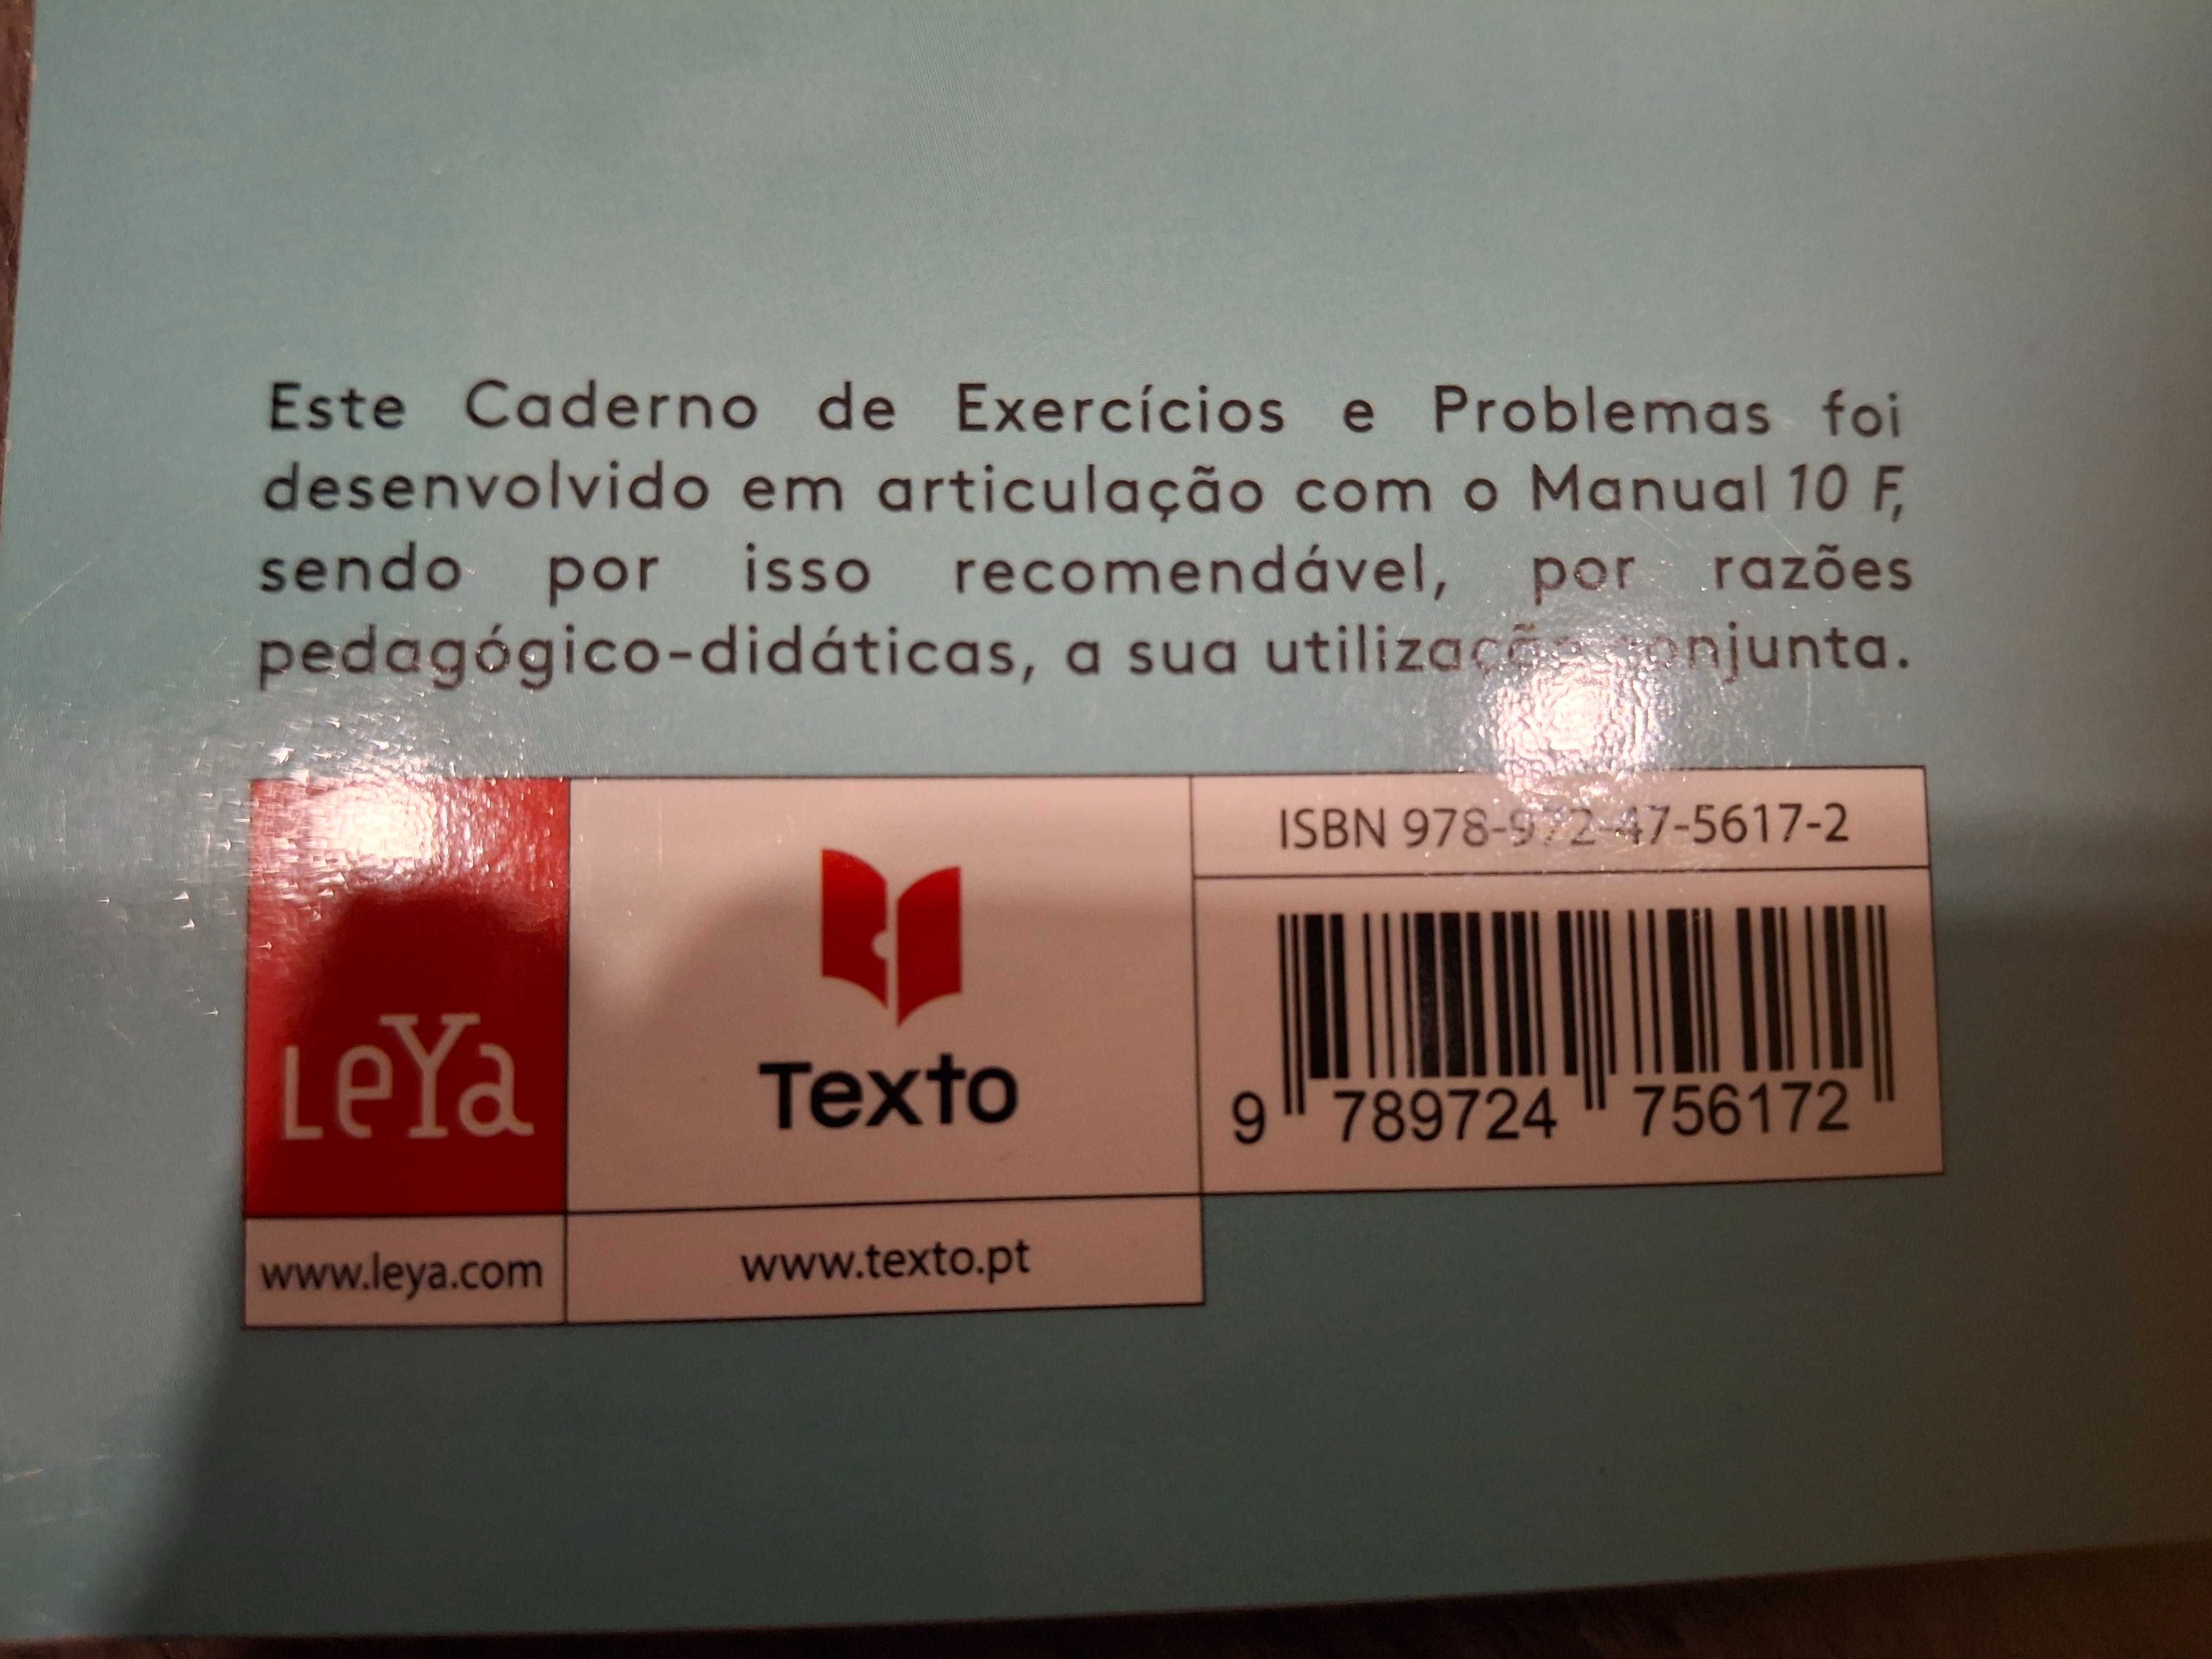 Este Caderno de Exercícios e Problemas foi
desenvolvido em articulação com o Manual 10 F,
sendo por isso recomendável, por razões
pedagógico-didáticas, a sua utilização conjunta.
ISBN 978-972-47-5617-2
LeYa
Texto
9 789724 756172
www.leya.com
www.texto.pt